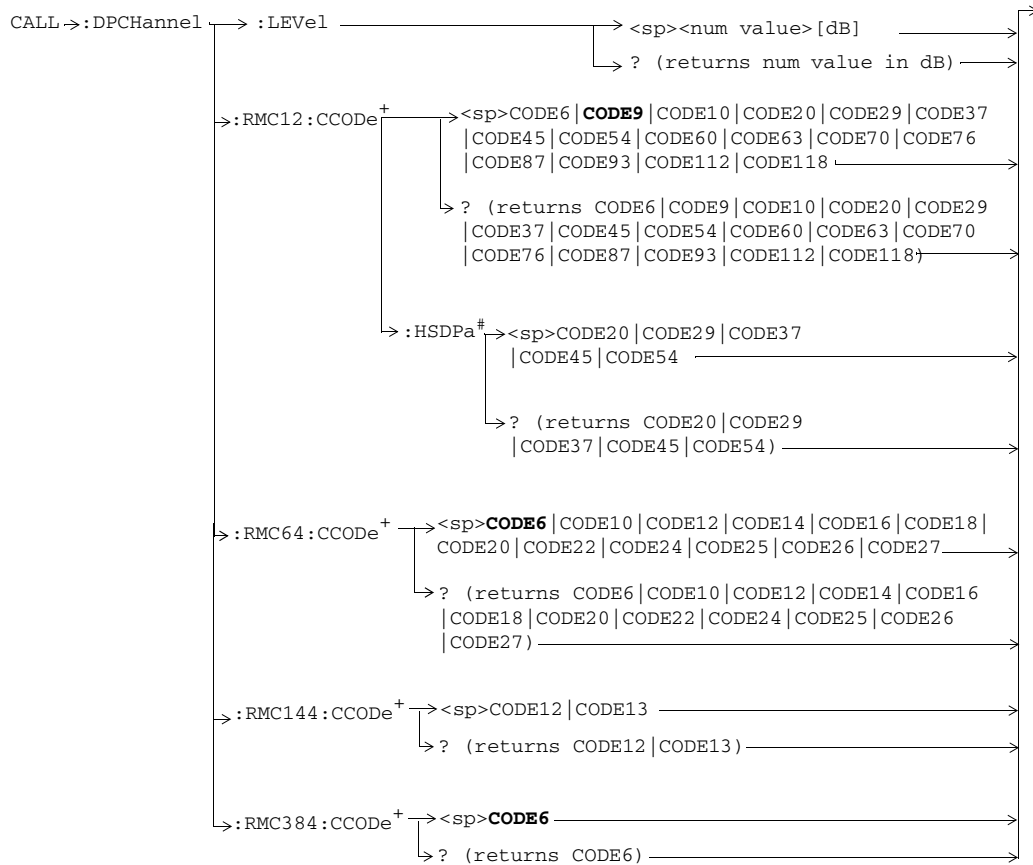 CALL :DPCHannel :LEVel <sp><num value>[dB]
? (returns num value in dB)
:RMC12:CCODe+ <sp>CODE6|CODE9|CODE10|CODE20|CODE29|CODE37
|CODE45|CODE54|CODE60|CODE63|CODE70|CODE76
|CODE87|CODE93|CODE112|CODE118
? (returns CODE6|CODE9|CODE10|CODE20|CODE29
|CODE37|CODE45|CODE54|CODE60|CODE63|CODE70
|CODE76|CODE87|CODE93|CODE112|CODE118)
:HSDPa# <sp>CODE20|CODE29|CODE37
|CODE45|CODE54
? (returns CODE20|CODE29
|CODE37|CODE45|CODE54)
:RMC64:CCODe+ <sp>CODE6|CODE10|CODE12|CODE14|CODE16|CODE18|
CODE20|CODE22|CODE24|CODE25|CODE26|CODE27
? (returns CODE6|CODE10|CODE12|CODE14|CODE16
|CODE18|CODE20|CODE22|CODE24|CODE25|CODE26
|CODE27)
:RMC144:CCODe+ <sp>CODE12|CODE13
? (returns CODE12|CODE13)
:RMC384:CCODe+ <sp>CODE6
? (returns CODE6)